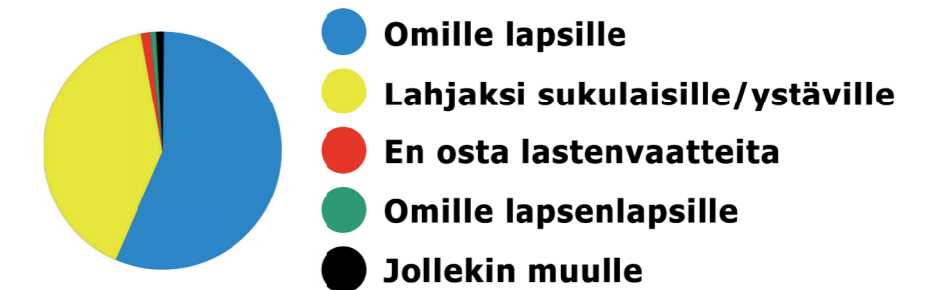 Omille lapsille
Lahjaksi sukulaisille/ystäville
En osta lastenvaatteita
Omille lapsenlapsille
Jollekin muulle